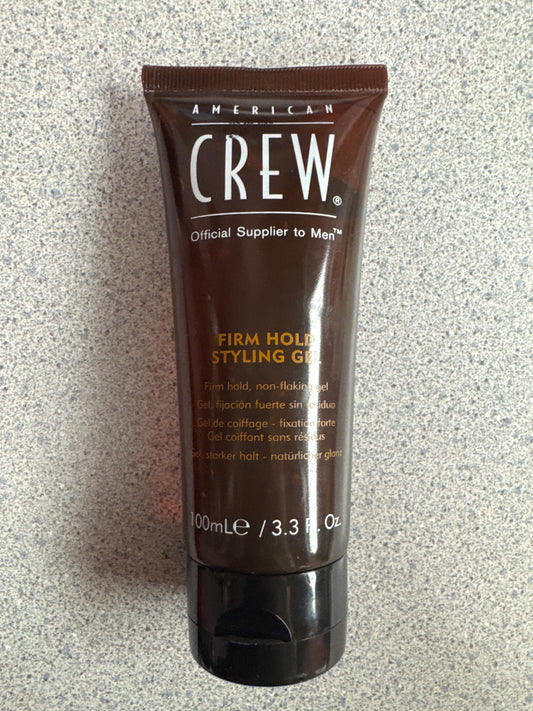 AMERICAN
CREW®
Official Supplier to Men™
FIRM HOLD
STYLING GEL
Firm hold, non-flaking gel
Gel, fijación fuerte sin residuo
Gel de coiffage - fixation forte
Gel coiffant sans résidus
Gel, starker halt - natürlicher glanz
100mL℮ / 3.3 Fl. Oz.